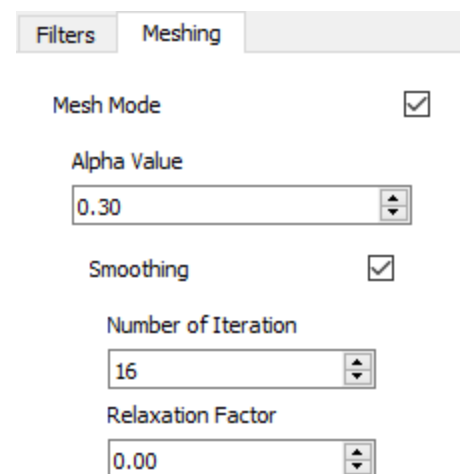 Filters Meshing
Mesh Mode
Alpha Value
0.30
Smoothing
Number of Iteration
16
Relaxation Factor
0.00